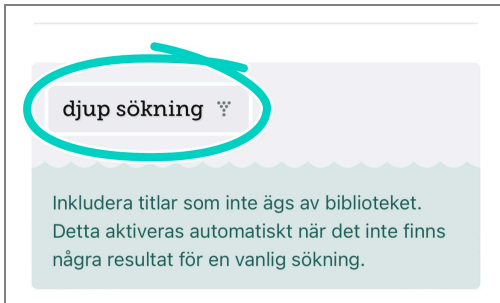 djup sökning
Inkludera titlar som inte ägs av biblioteket.
Detta aktiveras automatiskt när det inte finns
några resultat för en vanlig sökning.